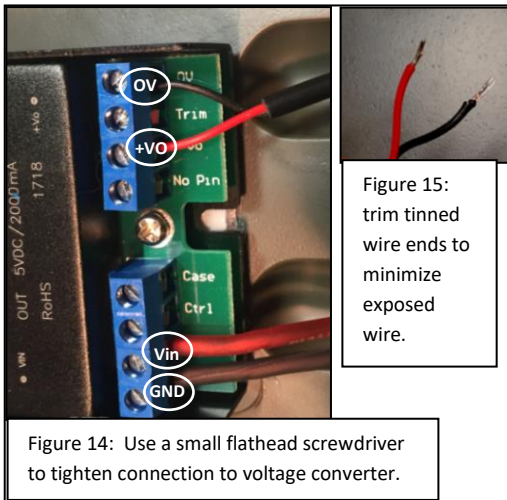 OV
0V
Trim
+VO
Vo
No Pin
Case
Ctrl
Vin
GND
VIN
OUT 5VDC/2000mA
+Vo
RoHS 1718
Figure 14: Use a small flathead screwdriver
to tighten connection to voltage converter.
Figure 15:
trim tinned
wire ends to
minimize
exposed
wire.